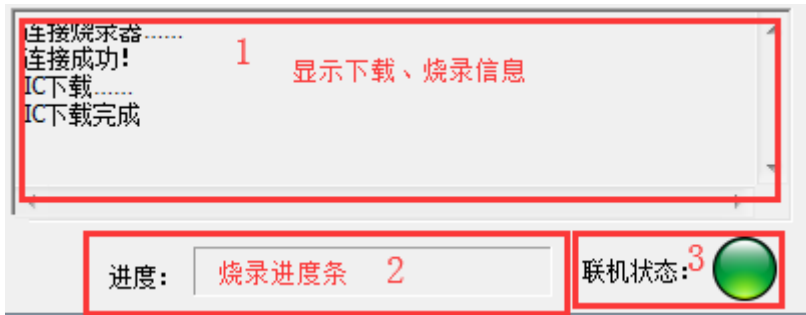 连接烧录器......
连接成功!
1
显示下载、烧录信息
IC下载......
IC下载完成
进度：
烧录进度条 2
联机状态：3